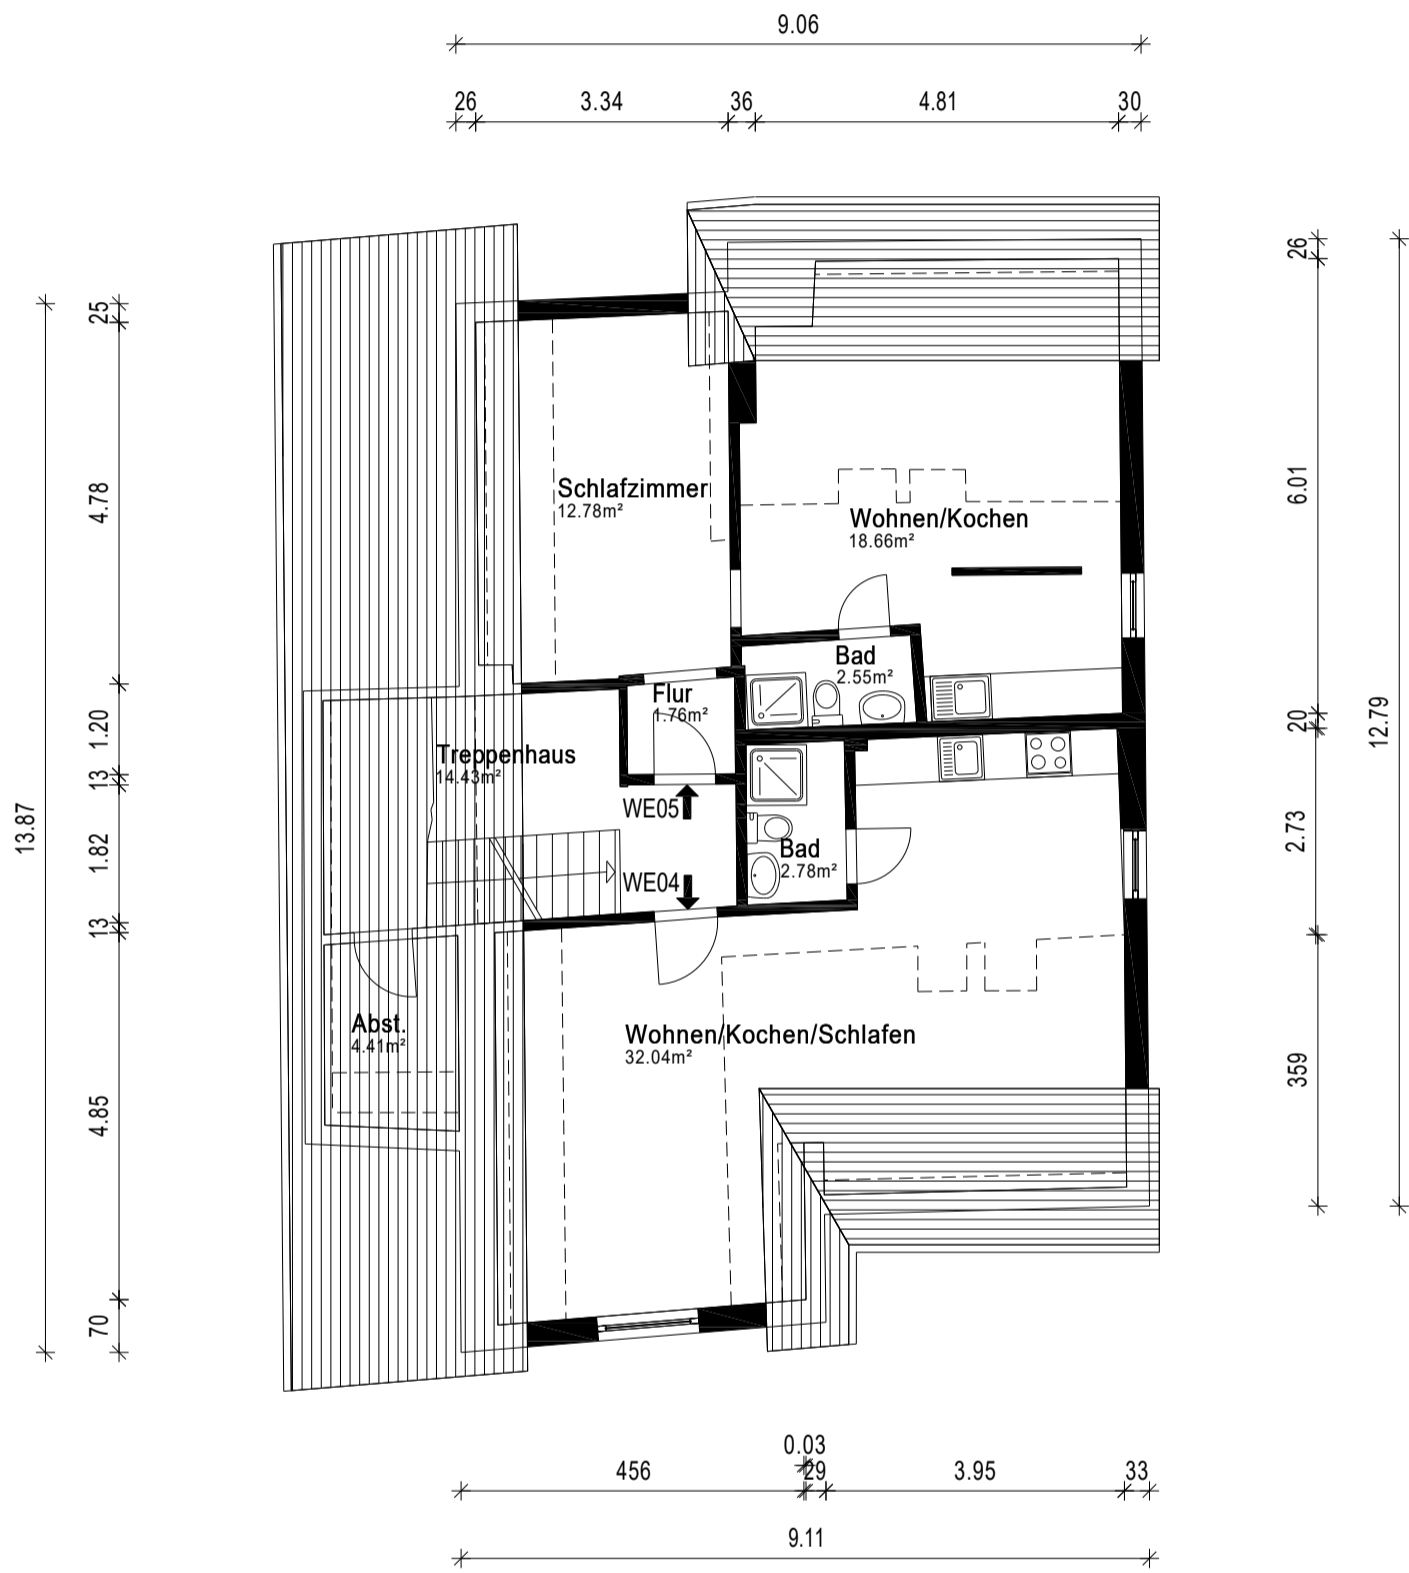 9.06
26 3.34 36 4.81 30
26
25
Schlafzimmer
12.78m²
4.78
6.01
Wohnen/Kochen
18.66m²
Bad
2.55m²
Flur
1.76m²
1.20
20
12.79
Treppenhaus
14.43m²
13
WE05
13.87
1.82
2.73
Bad
2.78m²
WE04
13
Abst.
4.41m²
Wohnen/Kochen/Schlafen
32.04m²
359
4.85
70
0.03
456 29 3.95 33
9.11